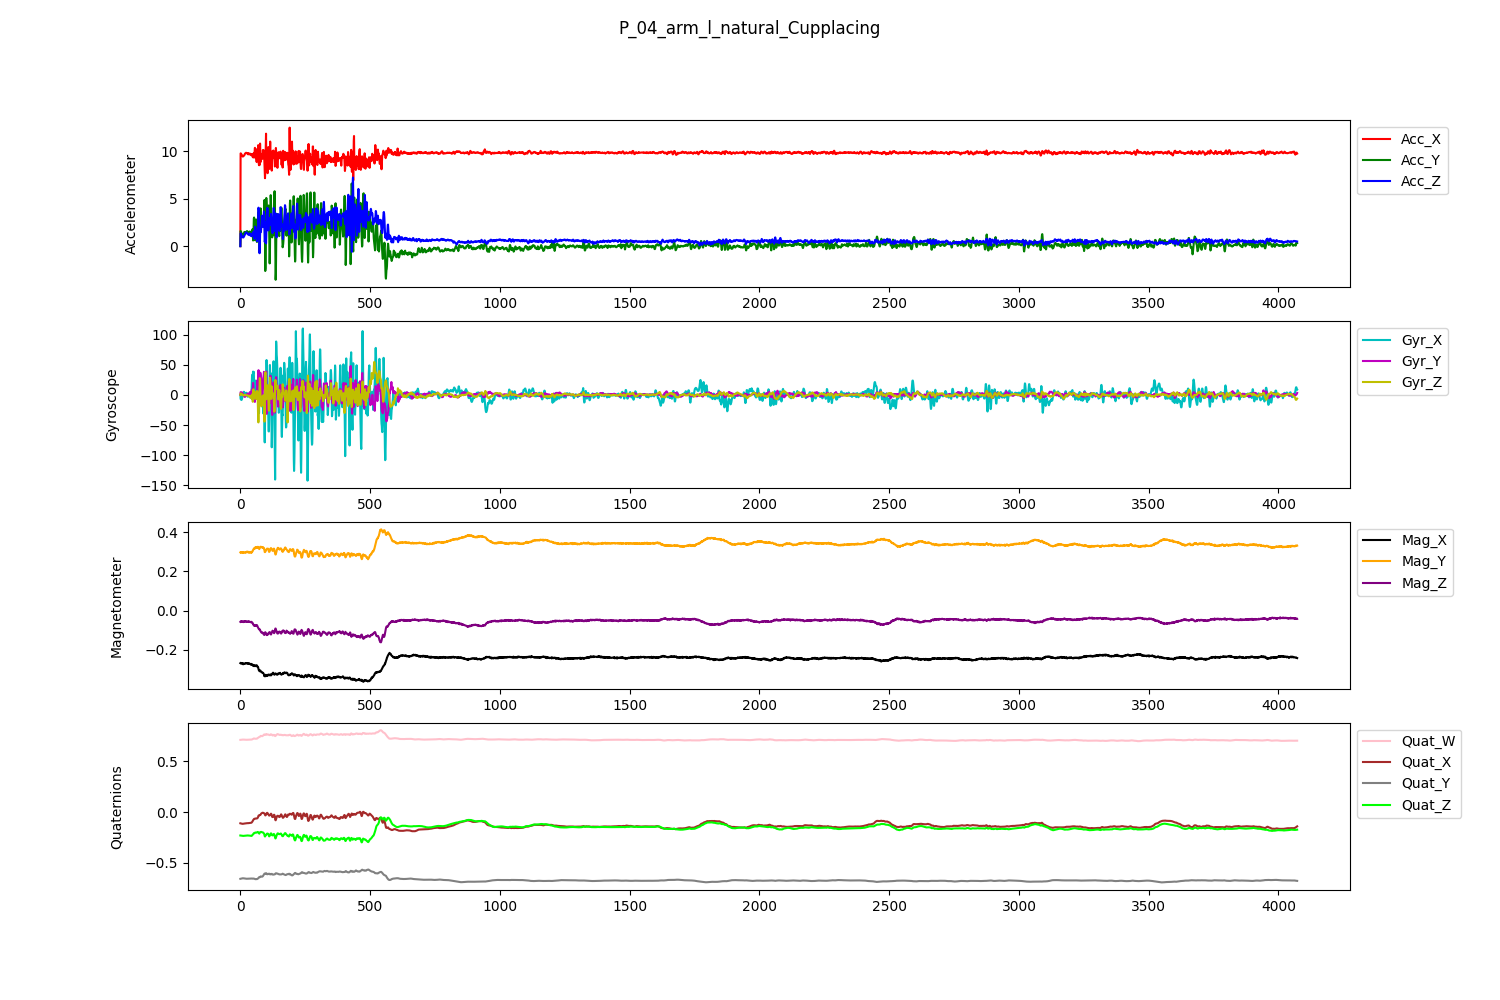 P_04_arm_l_natural_Cupplacing
Accelerometer
10
5
0
0 500 1000 1500 2000 2500 3000 3500 4000
Acc_X
Acc_Y
Acc_Z
Gyroscope
100
50
0
−50
−100
−150
0 500 1000 1500 2000 2500 3000 3500 4000
Gyr_X
Gyr_Y
Gyr_Z
Magnetometer
0.4
0.2
0.0
−0.2
0 500 1000 1500 2000 2500 3000 3500 4000
Mag_X
Mag_Y
Mag_Z
Quaternions
0.5
0.0
−0.5
0 500 1000 1500 2000 2500 3000 3500 4000
Quat_W
Quat_X
Quat_Y
Quat_Z